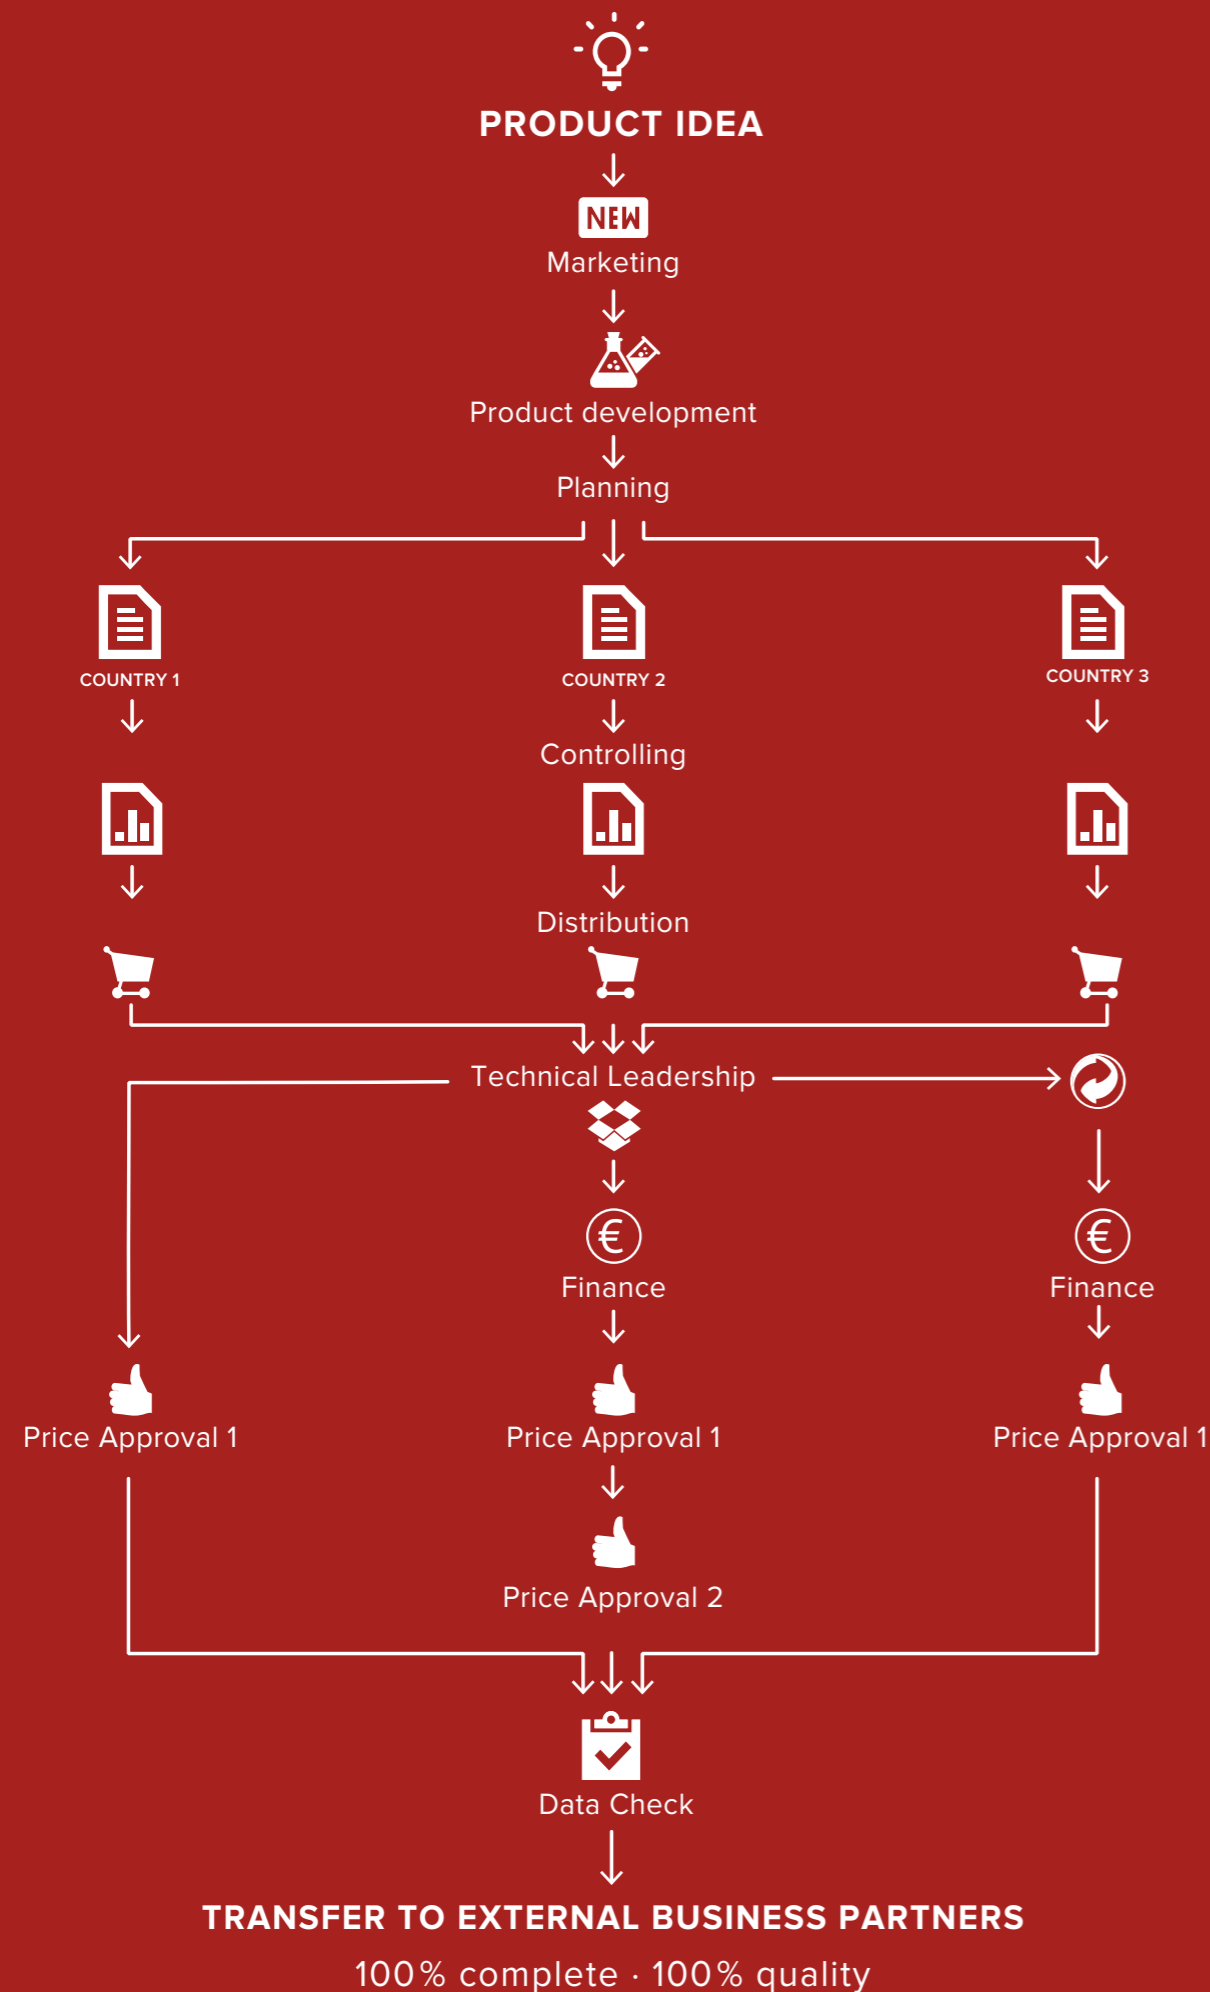 PRODUCT IDEA
NEW
Marketing
Product development
Planning
COUNTRY 1
COUNTRY 2
COUNTRY 3
Controlling
Distribution
Technical Leadership
€
€
Finance
Finance
Price Approval 1
Price Approval 1
Price Approval 1
Price Approval 2
Data Check
TRANSFER TO EXTERNAL BUSINESS PARTNERS
100% complete · 100% quality